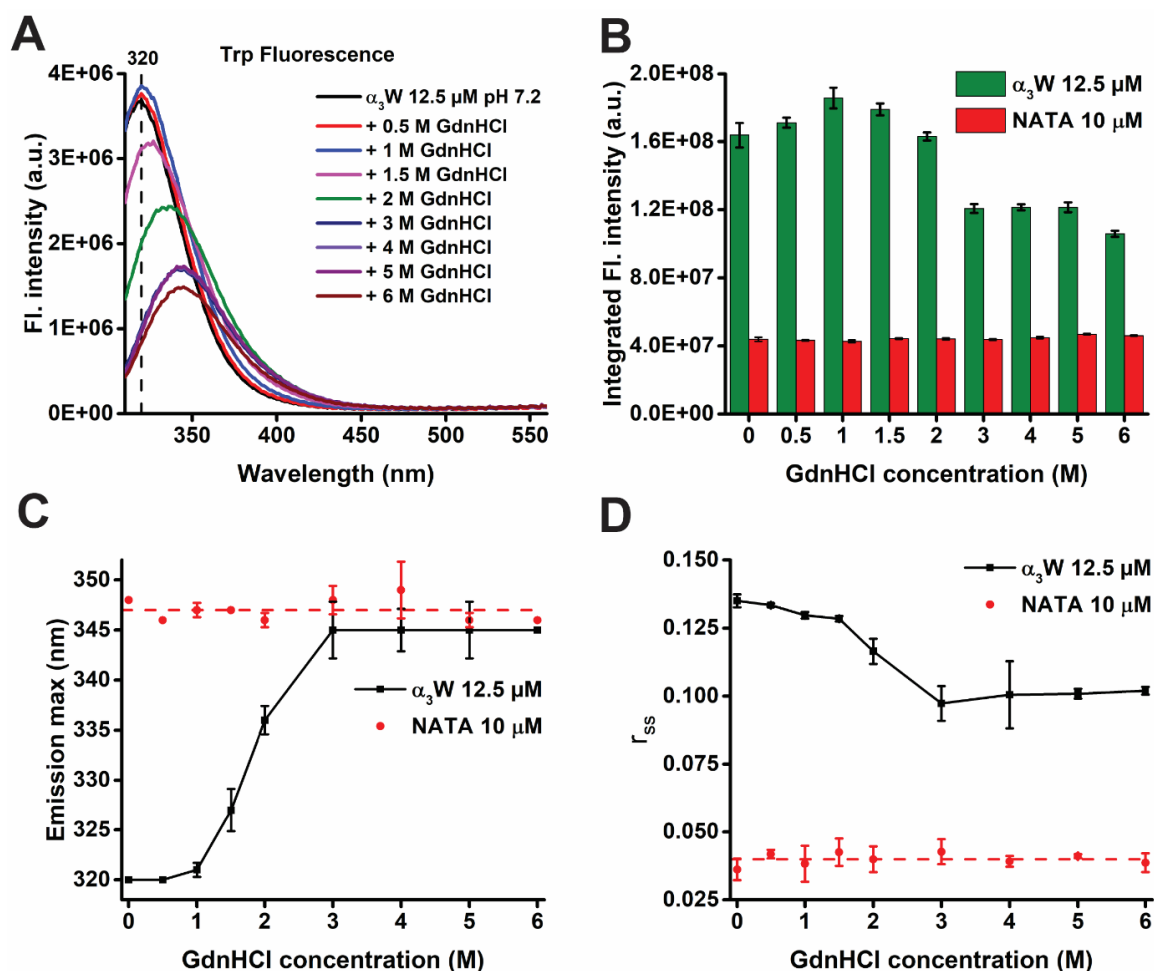 A
320
Trp Fluorescence
Fl. intensity (a.u.)
4E+06
3E+06
2E+06
1E+06
0E+00
α₃W 12.5 µM pH 7.2
+ 0.5 M GdnHCl
+ 1 M GdnHCl
+ 1.5 M GdnHCl
+ 2 M GdnHCl
+ 3 M GdnHCl
+ 4 M GdnHCl
+ 5 M GdnHCl
+ 6 M GdnHCl
350 400 450 500 550
Wavelength (nm)
B
Integrated Fl. intensity (a.u.)
2.0E+08
1.6E+08
1.2E+08
8.0E+07
4.0E+07
0.0E+00
α₃W 12.5 µM
NATA 10 µM
0 0.5 1 1.5 2 3 4 5 6
GdnHCl concentration (M)
C
Emission max (nm)
350
345
340
335
330
325
320
α₃W 12.5 µM
NATA 10 µM
0 1 2 3 4 5 6
GdnHCl concentration (M)
D
rss
0.150
0.125
0.100
0.075
0.050
0.025
α₃W 12.5 µM
NATA 10 µM
0 1 2 3 4 5 6
GdnHCl concentration (M)